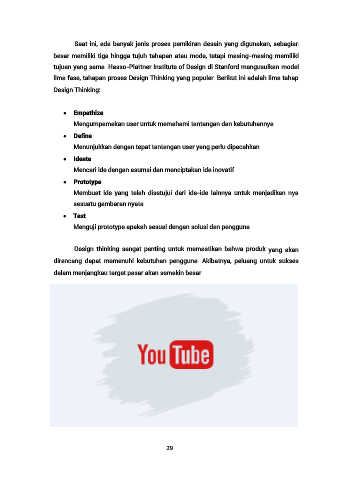 Saat ini, ada banyak jenis proses pemikiran desain yang digunakan, sebagian
besar memiliki tiga hingga tujuh tahapan atau mode, tetapi masing-masing memiliki
tujuan yang sama Hasso-Plartner Institute of Design di Stanford mengusulkan model
lima fase, tahapan proses Design Thinking yang populer Berikut ini adalah lima tahap
Design Thinking:
• Empathize
Mengumpamakan user untuk memahami tantangan dan kebutuhannya
• Define
Menunjukkan dengan tepat tantangan user yang perlu dipecahkan
• Ideate
Mencari ide dengan asumsi dan menciptakan ide inovatif
• Prototype
Membuat ide yang telah disetujui dari ide-ide lainnya untuk menjadikan nya
sesuatu gambaran nyata
• Test
Menguji prototype apakah sesuai dengan solusi dan pengguna
Design thinking sangat penting untuk memastikan bahwa produk yang akan
dirancang dapat memenuhi kebutuhan pengguna Akibatnya, peluang untuk sukses
dalam menjangkau target pasar akan semakin besar
YouTube
29